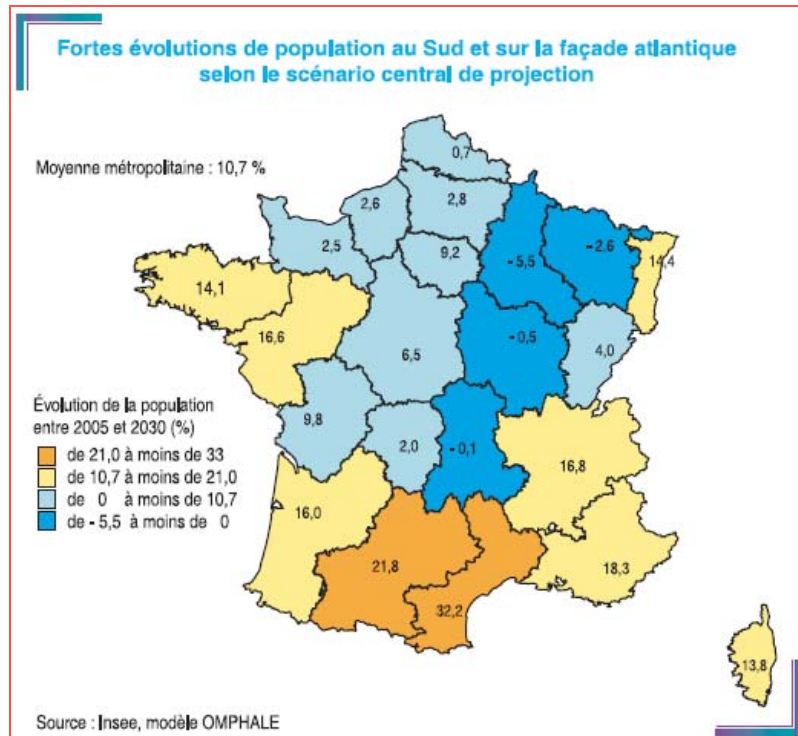 Fortes évolutions de population au Sud et sur la façade atlantique
selon le scénario central de projection
Moyenne métropolitaine : 10,7 %
0,7
2,6
2,8
2,5
9,2
- 5,5
- 2,6
14,4
14,1
16,6
6,5
- 0,5
4,0
9,8
2,0
- 0,1
16,8
16,0
21,8
32,2
18,3
13,8
Évolution de la population
entre 2005 et 2030 (%)
de 21,0 à moins de 33
de 10,7 à moins de 21,0
de 0 à moins de 10,7
de - 5,5 à moins de 0
Source : Insee, modèle OMPHALE